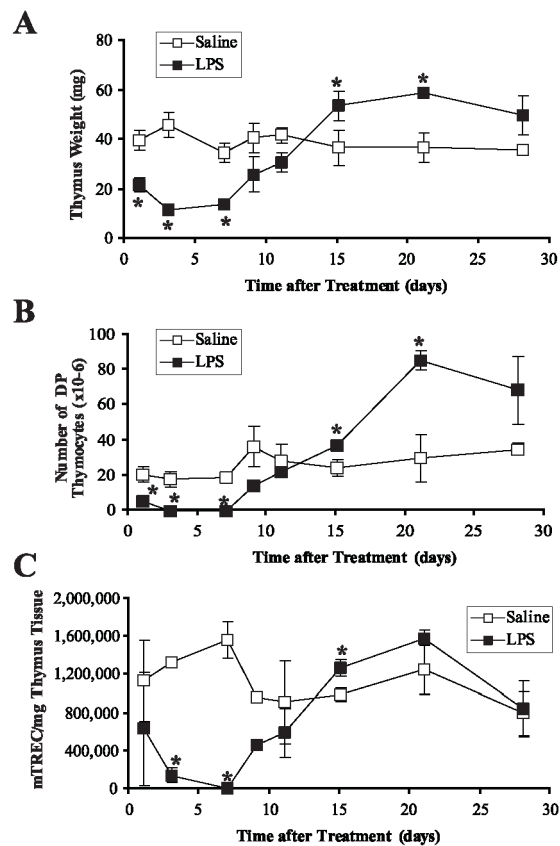 A
Saline
LPS
Thymus Weight (mg)
80
60
40
20
0
* * * * *
0 5 10 15 20 25 30
Time after Treatment (days)
B
Saline
LPS
Number of DP
Thymocytes (x10-6)
100
80
60
40
20
0
* * * * *
0 5 10 15 20 25 30
Time after Treatment (days)
C
Saline
LPS
mTREC/mg Thymus Tissue
2,000,000
1,600,000
1,200,000
800,000
400,000
0
* * *
0 5 10 15 20 25 30
Time after Treatment (days)